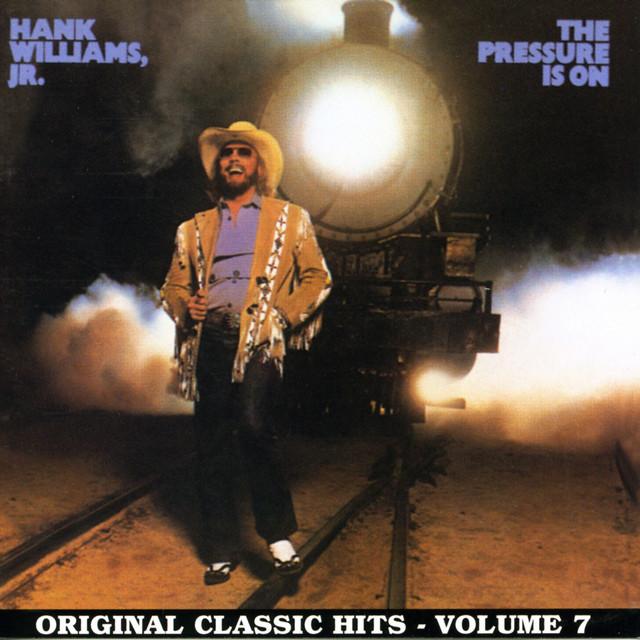 HANK
WILLIAMS,
JR.
THE
PRESSURE
IS ON
ORIGINAL CLASSIC HITS - VOLUME 7